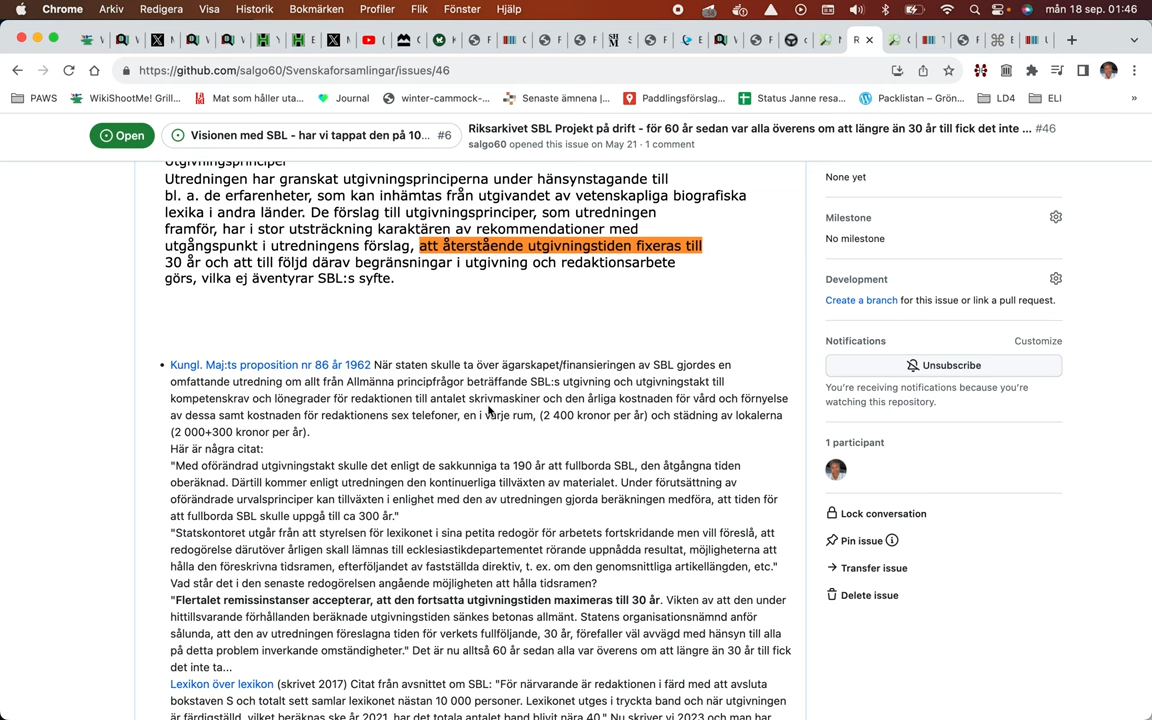 Chrome Arkiv Redigera Visa Historik Bokmärken Profiler Flik Fönster Hjälp mån 18 sep. 01:46
https://github.com/salgo60/Svenskaforsamlingar/issues/46
PAWS WikiShootMe! Grill... Mat som håller uta... Journal winter-cammock-... Senaste ämnena |... Paddlingsförslag... Status Janne resa... Packlistan – Grön... LD4 ELI »
Open Visionen med SBL - har vi tappat den på 10... #6 Riksarkivet SBL Projekt på drift - för 60 år sedan var alla överens om att längre än 30 år till fick det inte ... #46
salgo60 opened this issue on May 21 · 1 comment
Utgivningsprinciper
Utredningen har granskat utgivningsprinciperna under hänsynstagande till
bl. a. de erfarenheter, som kan inhämtas från utgivandet av vetenskapliga biografiska
lexika i andra länder. De förslag till utgivningsprinciper, som utredningen
framför, har i stor utsträckning karaktären av rekommendationer med
utgångspunkt i utredningens förslag, att återstående utgivningstiden fixeras till
30 år och att till följd därav begränsningar i utgivning och redaktionsarbete
görs, vilka ej äventyrar SBL:s syfte.
• Kungl. Maj:ts proposition nr 86 år 1962 När staten skulle ta över ägarskapet/finansieringen av SBL gjordes en
omfattande utredning om allt från Allmänna principfrågor beträffande SBL:s utgivning och utgivningstakt till
kompetenskrav och lönegrader för redaktionen till antalet skrivmaskiner och den årliga kostnaden för vård och förnyelse
av dessa samt kostnaden för redaktionens sex telefoner, en i varje rum, (2 400 kronor per år) och städning av lokalerna
(2 000+300 kronor per år).
Här är några citat:
"Med oförändrad utgivningstakt skulle det enligt de sakkunniga ta 190 år att fullborda SBL, den åtgångna tiden
oberäknad. Därtill kommer enligt utredningen den kontinuerliga tillväxten av materialet. Under förutsättning av
oförändrade urvalsprinciper kan tillväxten i enlighet med den av utredningen gjorda beräkningen medföra, att tiden för
att fullborda SBL skulle uppgå till ca 300 år."
"Statskontoret utgår från att styrelsen för lexikonet i sina petita redogör för arbetets fortskridande men vill föreslå, att
redogörelse därutöver årligen skall lämnas till ecklesiastikdepartementet rörande uppnådda resultat, möjligheterna att
hålla den föreskrivna tidsramen, efterföljandet av fastställda direktiv, t. ex. om den genomsnittliga artikellängden, etc."
Vad står det i den senaste redogörelsen angående möjligheten att hålla tidsramen?
"Flertalet remissinstanser accepterar, att den fortsatta utgivningstiden maximeras till 30 år. Vikten av att den under
hittillsvarande förhållanden beräknade utgivningstiden sänkes betonas allmänt. Statens organisationsnämnd anför
sålunda, att den av utredningen föreslagna tiden för verkets fullföljande, 30 år, förefaller väl avvägd med hänsyn till alla
på detta problem inverkande omständigheter." Det är nu alltså 60 år sedan alla var överens om att längre än 30 år till fick
det inte ta...
Lexikon över lexikon (skrivet 2017) Citat från avsnittet om SBL: "För närvarande är redaktionen i färd med att avsluta
bokstaven S och totalt sett samlar lexikonet nästan 10 000 personer. Lexikonet utges i tryckta band och när utgivningen
är färdigställd, vilket beräknas ske år 2021, har det totala antalet band blivit nära 40." Nu skriver vi 2023 och man har
None yet
Milestone
No milestone
Development
Create a branch for this issue or link a pull request.
Notifications Customize
Unsubscribe
You're receiving notifications because you're
watching this repository.
1 participant
Lock conversation
Pin issue
Transfer issue
Delete issue